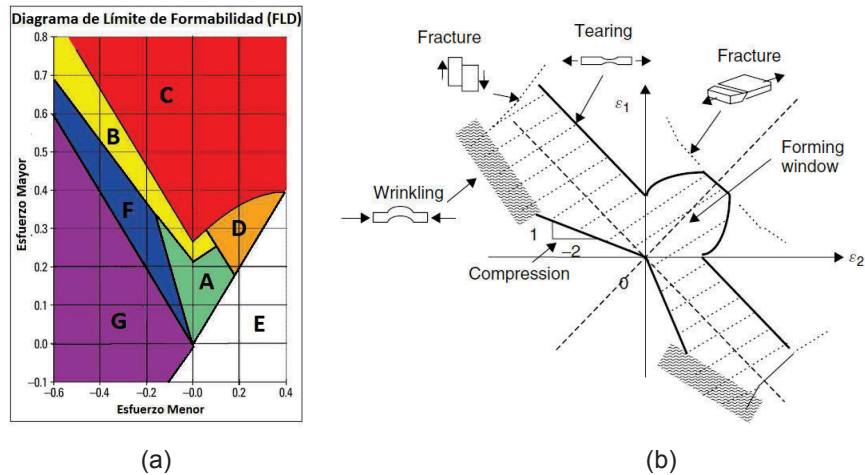 Diagrama de Límite de Formabilidad (FLD)
Esfuerzo Mayor
0.8
0.7
0.6
0.5
0.4
0.3
0.2
0.1
0.0
–0.1
C
B
F
D
A
G
E
–0.6
–0.4
–0.2
–0.0
0.2
0.4
Esfuerzo Menor
(a)
Fracture
Tearing
Fracture
ε1
Forming
window
Wrinkling
1
–2
Compression
0
ε2
(b)